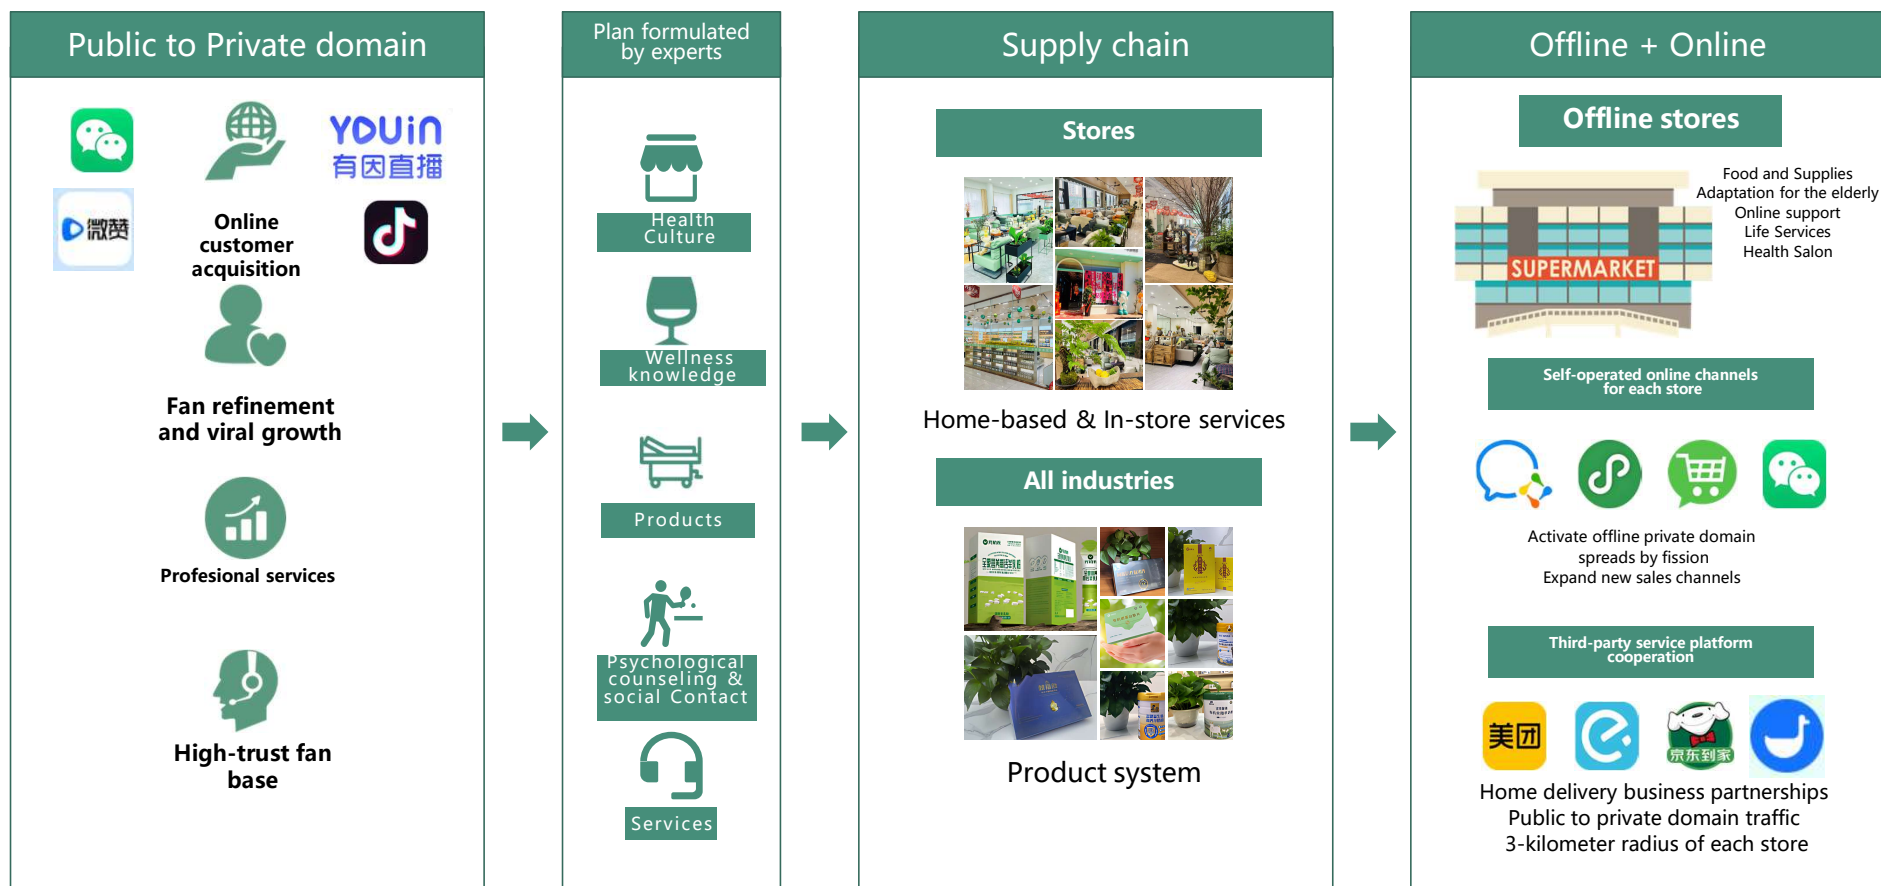 Public to Private domain
YOUin
有因直播
微赞
Online
customer
acquisition
Fan refinement
and viral growth
Profesional services
High-trust fan
base
Plan formulated
by experts
Health
Culture
Wellness
knowledge
Products
Psychological
counseling &
social Contact
Services
Supply chain
Stores
Home-based & In-store services
All industries
Product system
Offline + Online
Offline stores
Food and Supplies
Adaptation for the elderly
Online support
Life Services
Health Salon
SUPERMARKET
Self-operated online channels
for each store
Activate offline private domain
spreads by fission
Expand new sales channels
Third-party service platform
cooperation
美团
京东到家
Home delivery business partnerships
Public to private domain traffic
3-kilometer radius of each store